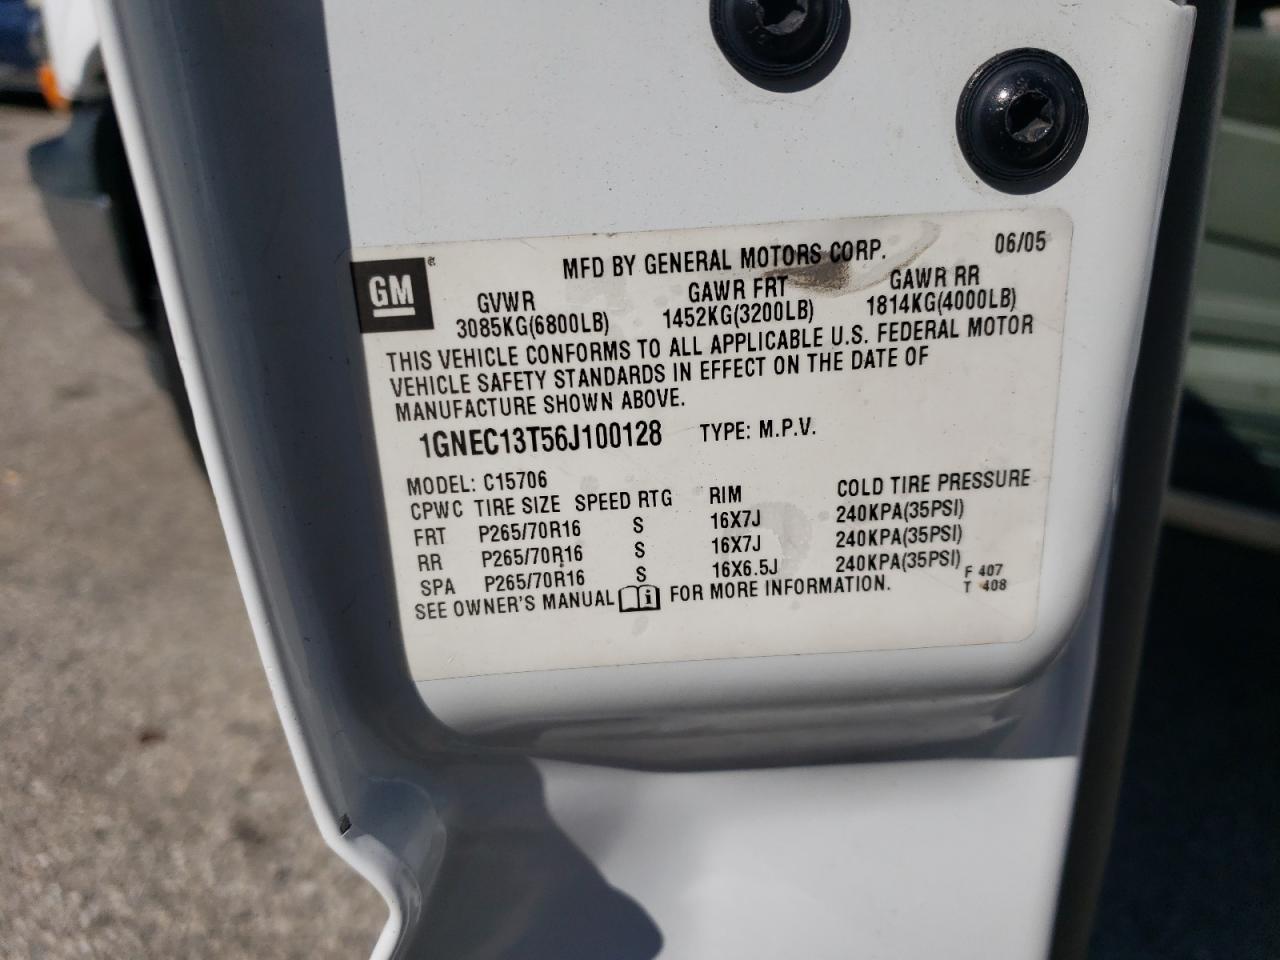 GM®
MFD BY GENERAL MOTORS CORP. 06/05
GVWR GAWR FRT GAWR RR
3085KG(6800LB) 1452KG(3200LB) 1814KG(4000LB)
THIS VEHICLE CONFORMS TO ALL APPLICABLE U.S. FEDERAL MOTOR
VEHICLE SAFETY STANDARDS IN EFFECT ON THE DATE OF
MANUFACTURE SHOWN ABOVE.
1GNEC13T56J100128 TYPE: M.P.V.
MODEL: C15706
CPWC TIRE SIZE SPEED RTG RIM COLD TIRE PRESSURE
FRT P265/70R16 S 16X7J 240KPA(35PSI)
RR P265/70R16 S 16X7J 240KPA(35PSI)
SPA P265/70R16 S 16X6.5J 240KPA(35PSI)
SEE OWNER'S MANUAL i FOR MORE INFORMATION.
F 407
T 408